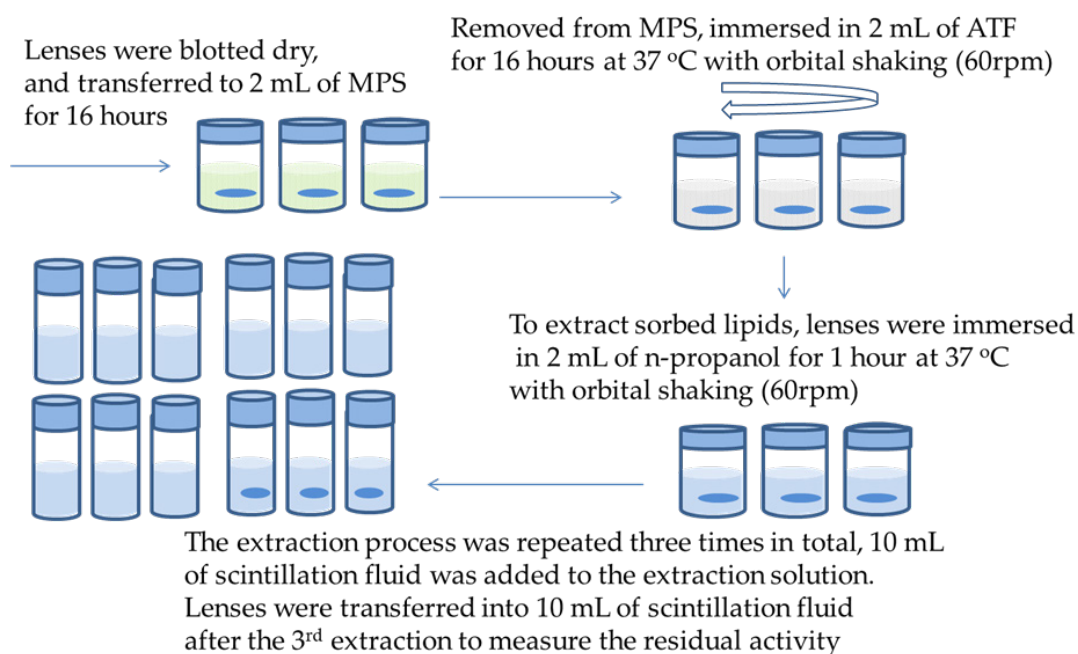 Lenses were blotted dry,
and transferred to 2 mL of MPS
for 16 hours
Removed from MPS, immersed in 2 mL of ATF
for 16 hours at 37 ºC with orbital shaking (60rpm)
To extract sorbed lipids, lenses were immersed
in 2 mL of n-propanol for 1 hour at 37 ºC
with orbital shaking (60rpm)
The extraction process was repeated three times in total, 10 mL
of scintillation fluid was added to the extraction solution.
Lenses were transferred into 10 mL of scintillation fluid
after the 3rd extraction to measure the residual activity